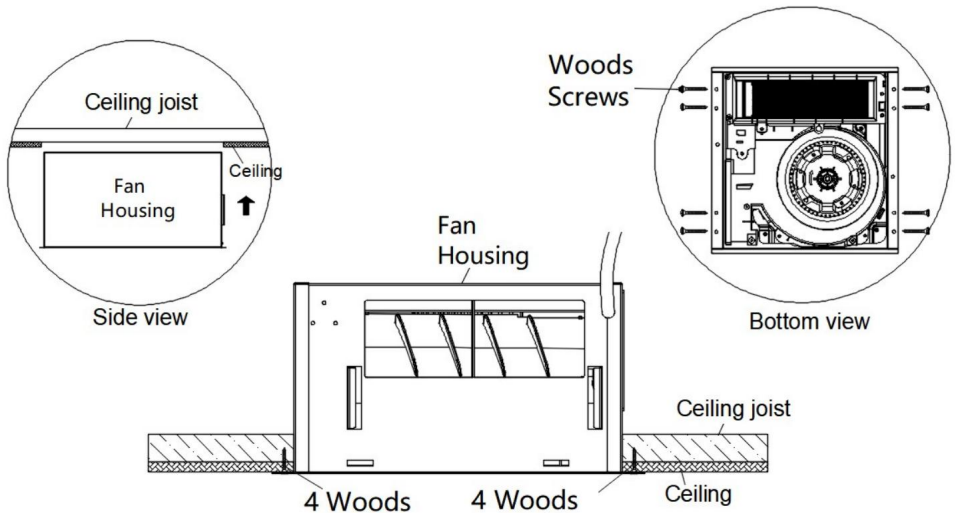 Ceiling joist
Ceiling
Fan
Housing
Side view
Woods
Screws
Bottom view
Fan
Housing
Ceiling joist
Ceiling
4 Woods
4 Woods